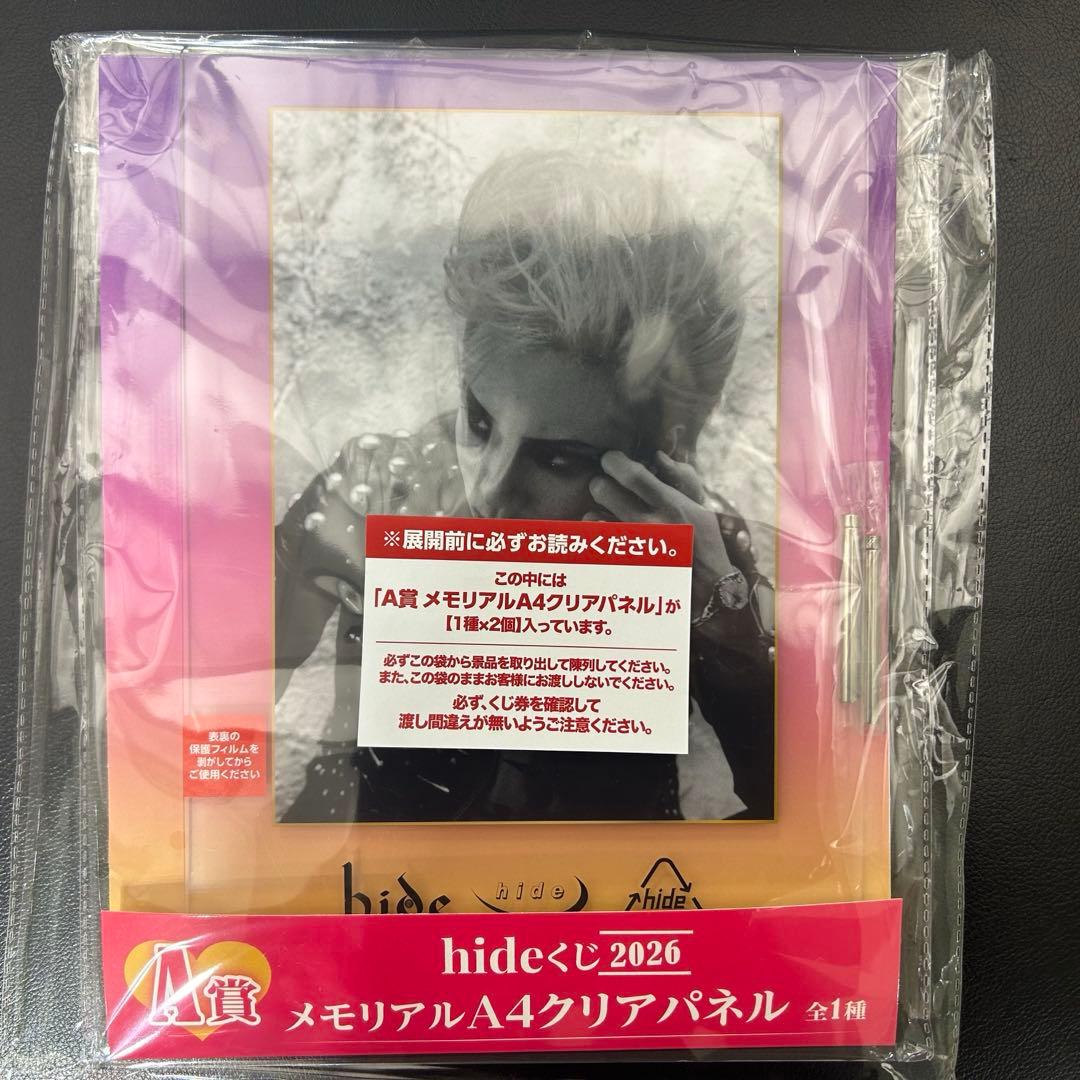 ※展開前に必ずお読みください。
この中には
「A賞 メモリアルA4クリアパネル」が
【1種×2個】入っています。
必ずこの袋から景品を取り出して陳列してください。
また、この袋のままお客様にお渡ししないでください。
必ず、くじ券を確認して
渡し間違えが無いようご注意ください。
表裏の
保護フィルムを
剥がしてから
ご使用ください
hide
hide
hide
A賞
hideくじ 2026
メモリアルA4クリアパネル 全1種